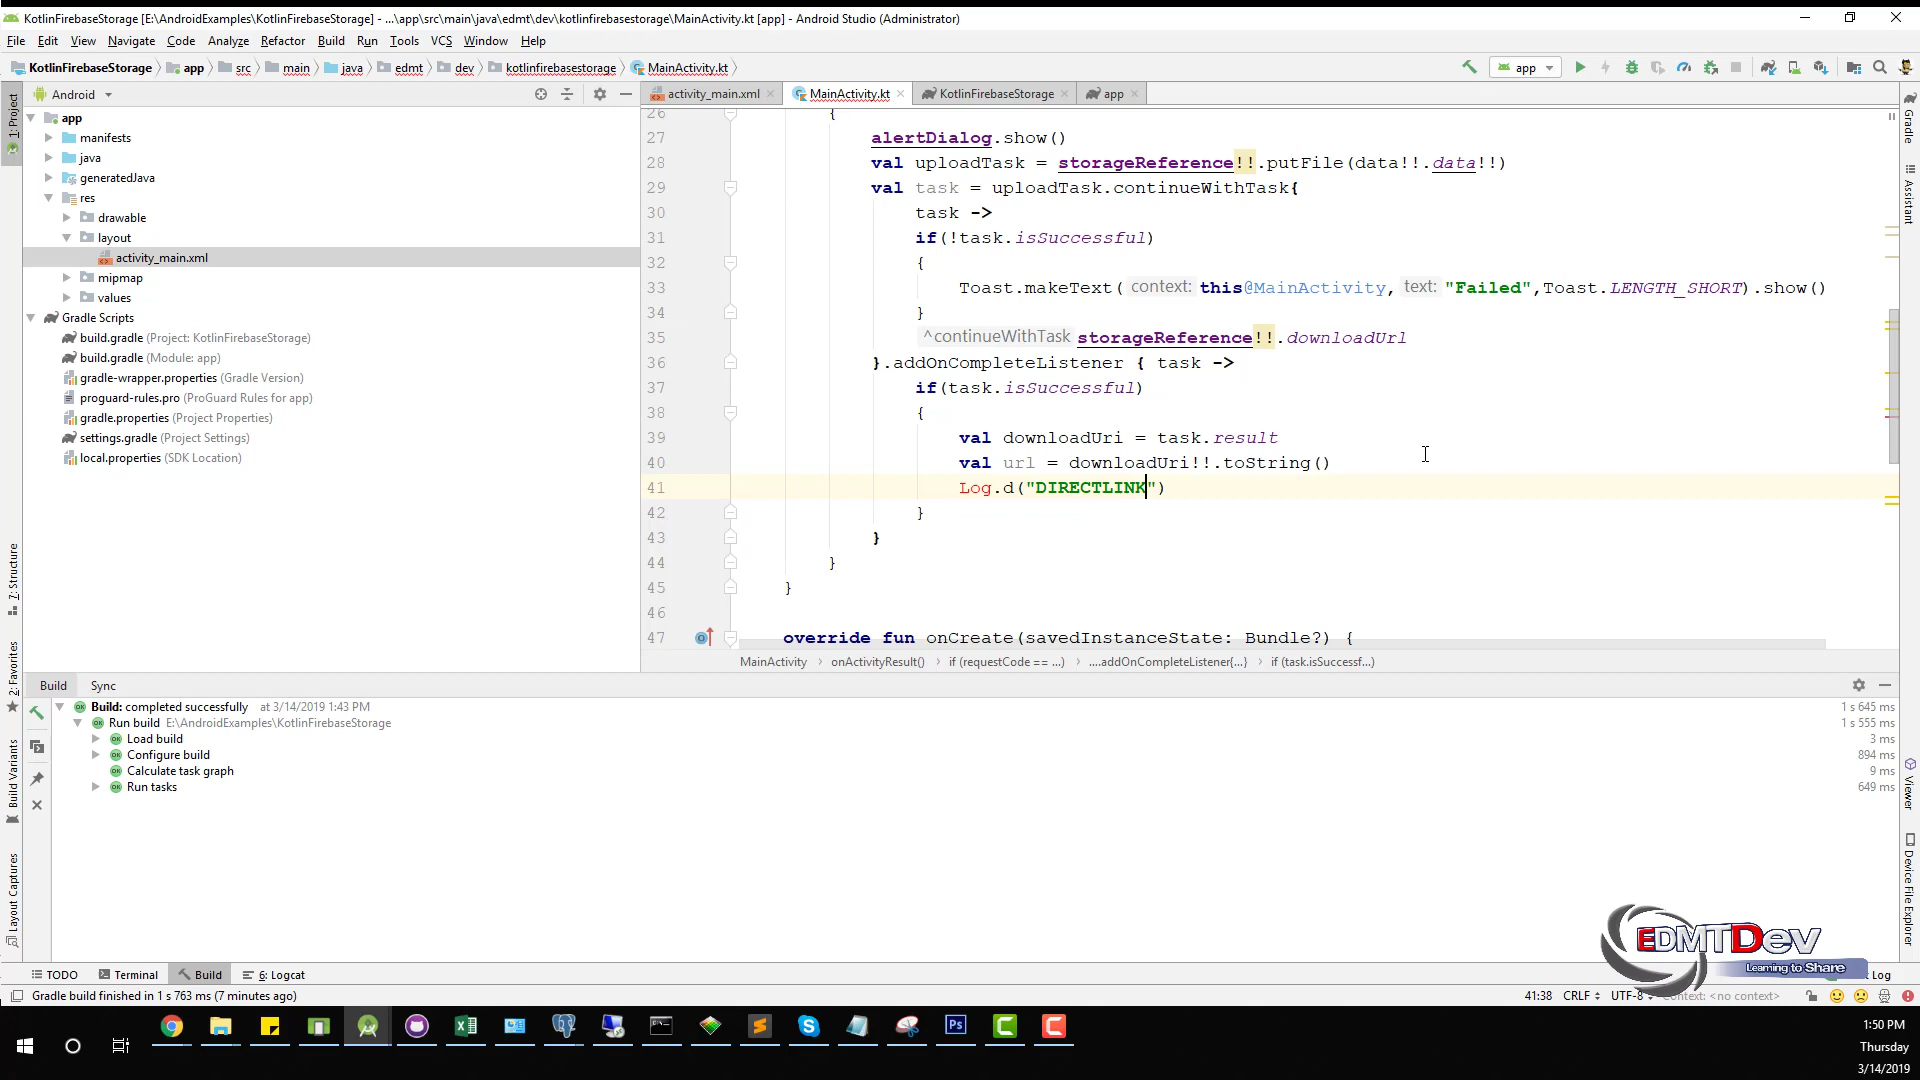 KotlinFirebaseStorage [E:\AndroidExamples\KotlinFirebaseStorage] - ...\app\src\main\java\edmt\dev\kotlinfirebasestorage\MainActivity.kt [app] - Android Studio (Administrator)
File Edit View Navigate Code Analyze Refactor Build Run Tools VCS Window Help
KotlinFirebaseStorage app src main java edmt dev kotlinfirebasestorage MainActivity.kt app
Android activity_main.xml MainActivity.kt KotlinFirebaseStorage app
1: Project
7: Structure
2: Favorites
Build Variants
Layout Captures
app
manifests
java
generatedJava
res
drawable
layout
activity_main.xml
mipmap
values
Gradle Scripts
build.gradle (Project: KotlinFirebaseStorage)
build.gradle (Module: app)
gradle-wrapper.properties (Gradle Version)
proguard-rules.pro (ProGuard Rules for app)
gradle.properties (Project Properties)
settings.gradle (Project Settings)
local.properties (SDK Location)
26 {
27 alertDialog.show()
28 val uploadTask = storageReference!!.putFile(data!!.data!!)
29 val task = uploadTask.continueWithTask{
30 task ->
31 if(!task.isSuccessful)
32 {
33 Toast.makeText( context: this@MainActivity, text: "Failed",Toast.LENGTH_SHORT).show()
34 }
35 ^continueWithTask storageReference!!.downloadUrl
36 }.addOnCompleteListener { task ->
37 if(task.isSuccessful)
38 {
39 val downloadUri = task.result
40 val url = downloadUri!!.toString()
41 Log.d("DIRECTLINK")
42 }
43 }
44 }
45 }
46
47 override fun onCreate(savedInstanceState: Bundle?) {
MainActivity onActivityResult() if (requestCode == ...) ....addOnCompleteListener{...} if (task.isSuccessf...)
Gradle
Assistant
Viewer
Device File Explorer
Build Sync
Build: completed successfully at 3/14/2019 1:43 PM 1 s 645 ms
Run build E:\AndroidExamples\KotlinFirebaseStorage 1 s 555 ms
Load build 3 ms
Configure build 894 ms
Calculate task graph 9 ms
Run tasks 649 ms
EDMTDev
Learning to Share
TODO Terminal Build 6: Logcat Log
Gradle build finished in 1 s 763 ms (7 minutes ago) 41:38 CRLF UTF-8 Context: <no context>
1:50 PM
Thursday
3/14/2019